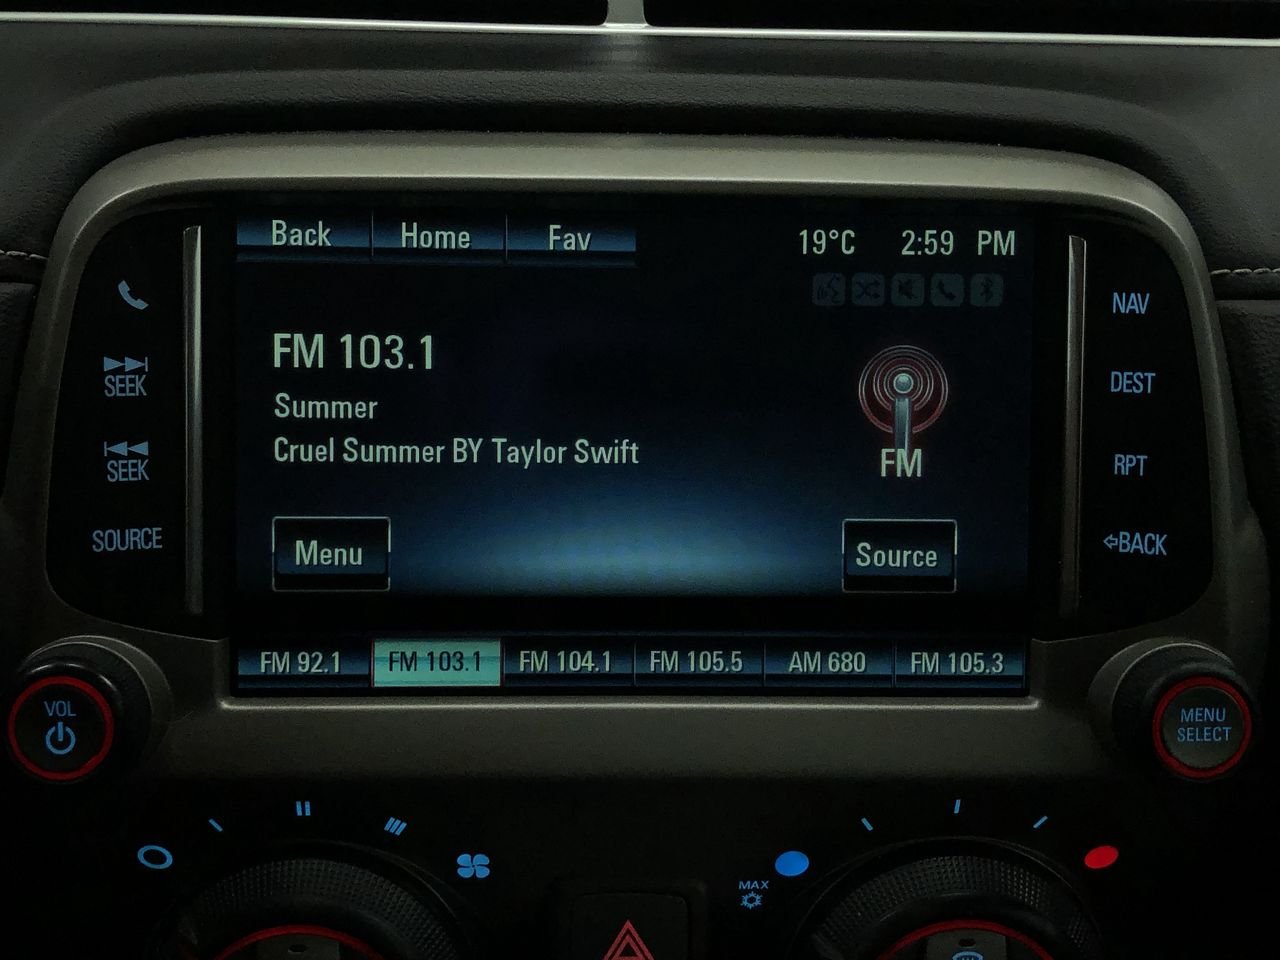 Back Home Fav 19°C 2:59 PM
FM 103.1
Summer
Cruel Summer BY Taylor Swift
FM
Menu Source
FM 92.1 FM 103.1 FM 104.1 FM 105.5 AM 680 FM 105.3
SEEK
SEEK
SOURCE
NAV
DEST
RPT
BACK
VOL
MENU
SELECT
MAX